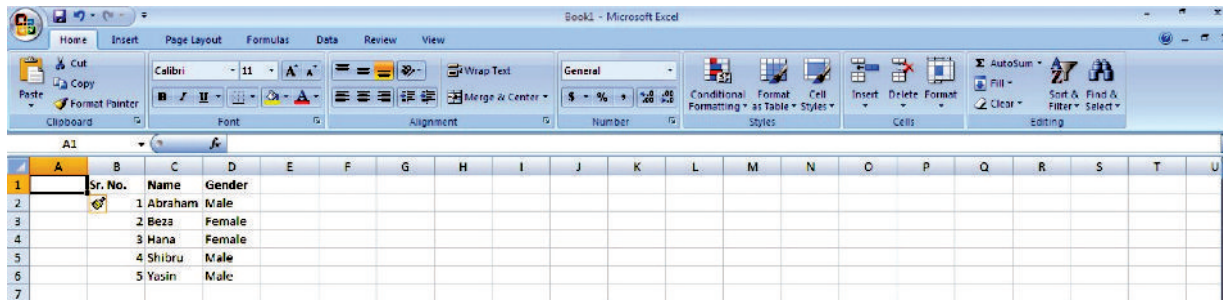 Book1 - Microsoft Excel
Home Insert Page Layout Formulas Data Review View
Cut
Copy
Format Painter
Paste
Calibri 11 A A
B I U A
Wrap Text
Merge & Center
General
$ % ,
Conditional Formatting
Format as Table
Cell Styles
Insert Delete Format
Σ AutoSum
Fill
Clear
Sort & Filter
Find & Select
Clipboard Font Alignment Number Styles Cells Editing
A1 fx
A B C D E F G H I J K L M N O P Q R S T U
1 Sr. No. Name Gender
2 1 Abraham Male
3 2 Beza Female
4 3 Hana Female
5 4 Shibru Male
6 5 Yasin Male
7